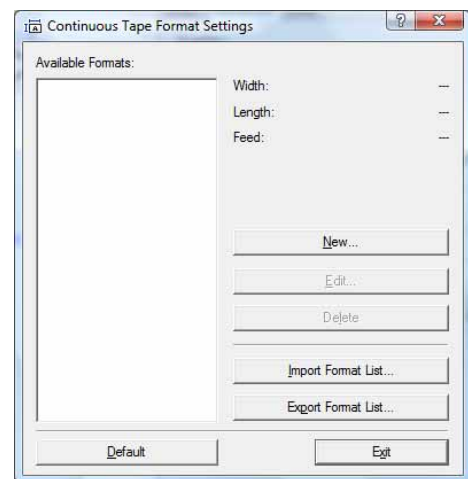 Continuous Tape Format Settings
Available Formats:
Width: ---
Length: ---
Feed: ---
New...
Edit...
Delete
Import Format List...
Export Format List...
Default
Exit